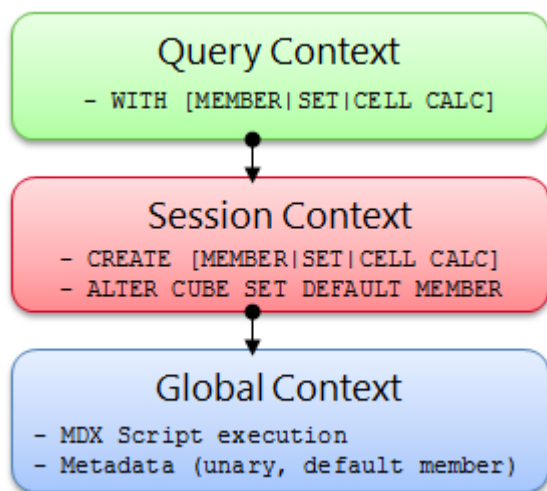 Query Context
- WITH [MEMBER|SET|CELL CALC]
Session Context
- CREATE [MEMBER|SET|CELL CALC]
- ALTER CUBE SET DEFAULT MEMBER
Global Context
- MDX Script execution
- Metadata (unary, default member)